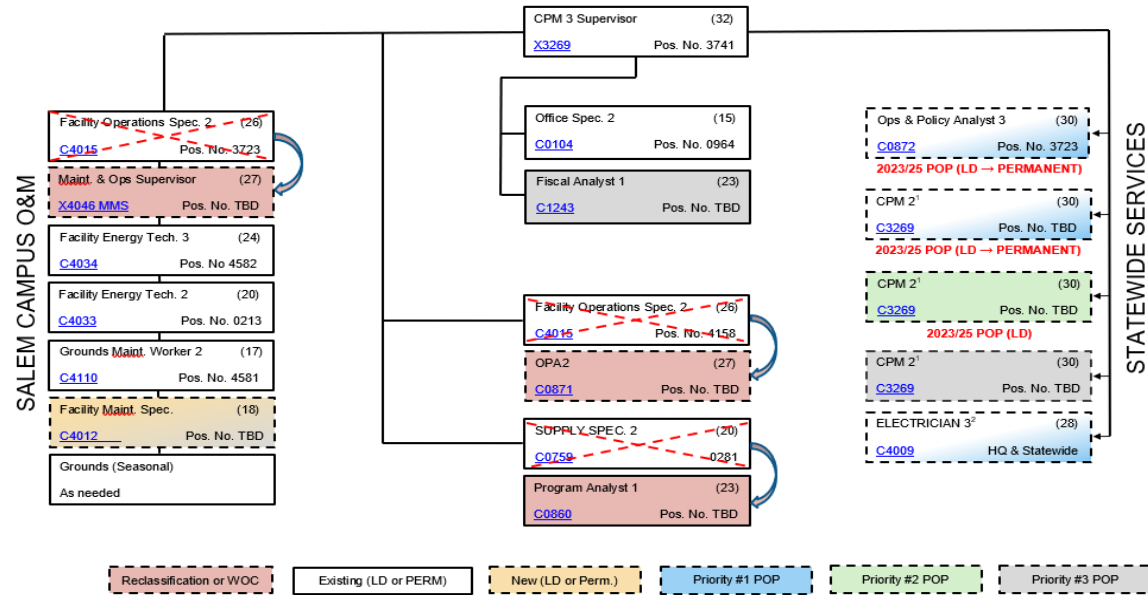 CPM 3 Supervisor (32)
X3269 Pos. No. 3741
SALEM CAMPUS O&M
Facility Operations Spec. 2 (26)
C4015 Pos. No. 3723
Maint. & Ops Supervisor (27)
X4046 MMS Pos. No. TBD
Facility Energy Tech. 3 (24)
C4034 Pos. No 4582
Facility Energy Tech. 2 (20)
C4033 Pos. No. 0213
Grounds Maint. Worker 2 (17)
C4110 Pos. No. 4581
Facility Maint. Spec. (18)
C4012 Pos. No. TBD
Grounds (Seasonal)
As needed
Office Spec. 2 (15)
C0104 Pos. No. 0964
Fiscal Analyst 1 (23)
C1243 Pos. No. TBD
Facility Operations Spec. 2 (26)
C4015 Pos. No. 4158
OPA2 (27)
C0871 Pos. No. TBD
SUPPLY SPEC. 2 (20)
C0759 0281
Program Analyst 1 (23)
C0860 Pos. No. TBD
STATEWIDE SERVICES
Ops & Policy Analyst 3 (30)
C0872 Pos. No. 3723
2023/25 POP (LD → PERMANENT)
CPM 2¹ (30)
C3269 Pos. No. TBD
2023/25 POP (LD → PERMANENT)
CPM 2¹ (30)
C3269 Pos. No. TBD
2023/25 POP (LD)
CPM 2¹ (30)
C3269 Pos. No. TBD
ELECTRICIAN 3² (28)
C4009 HQ & Statewide
Reclassification or WOC
Existing (LD or PERM)
New (LD or Perm.)
Priority #1 POP
Priority #2 POP
Priority #3 POP